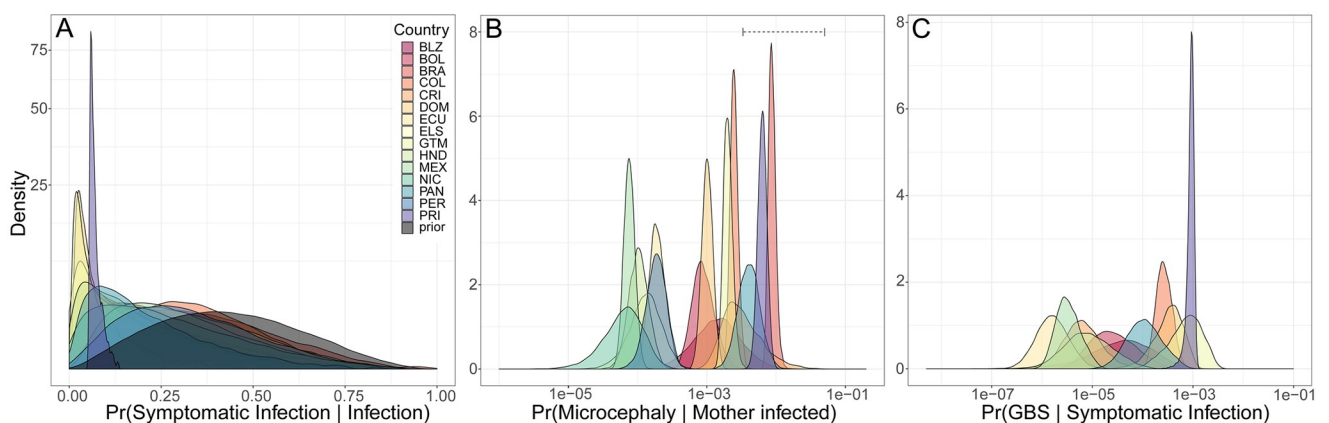 A
Country
BLZ
BOL
BRA
COL
CRI
DOM
ECU
ELS
GTM
HND
MEX
NIC
PAN
PER
PRI
prior
Density
75
50
25
0.00 0.25 0.50 0.75 1.00
Pr(Symptomatic Infection | Infection)
B
8
6
4
2
0
1e-05 1e-03 1e-01
Pr(Microcephaly | Mother infected)
C
8
6
4
2
0
1e-07 1e-05 1e-03 1e-01
Pr(GBS | Symptomatic Infection)